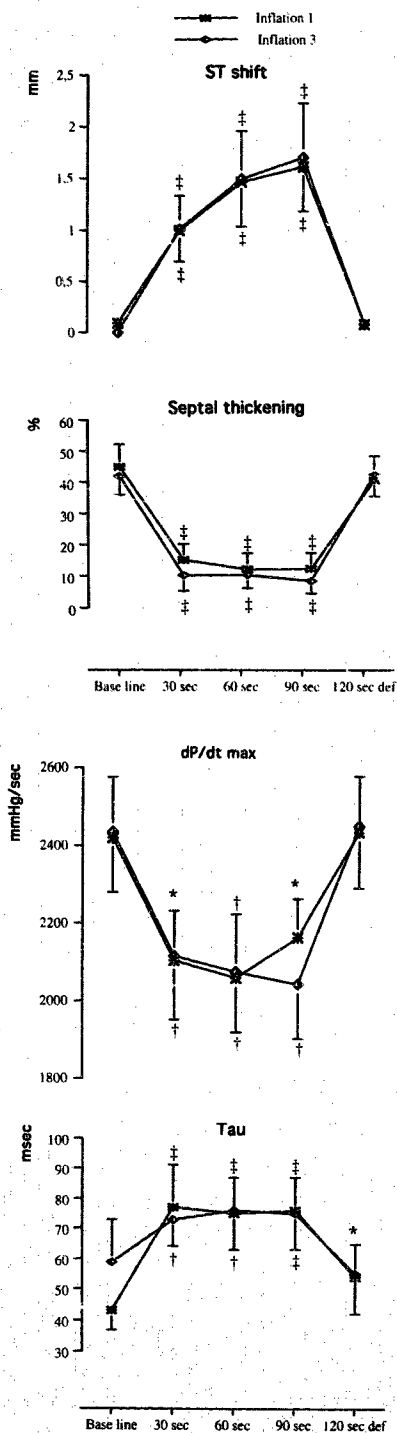 Inflation 1
Inflation 3
ST shift
mm
2,5
2
1.5
1
0.5
0
‡ ‡ ‡
‡ ‡ ‡
Septal thickening
%
60
50
40
30
20
10
0
‡ ‡ ‡
‡ ‡ ‡
Base line 30 sec 60 sec 90 sec 120 sec def
dP/dt max
mmHg/sec
2600
2400
2200
2000
1800
* † *
† † †
Tau
msec
100
90
80
70
60
50
40
30
‡ ‡ ‡ *
† † ‡
Base line 30 sec 60 sec 90 sec 120 sec def